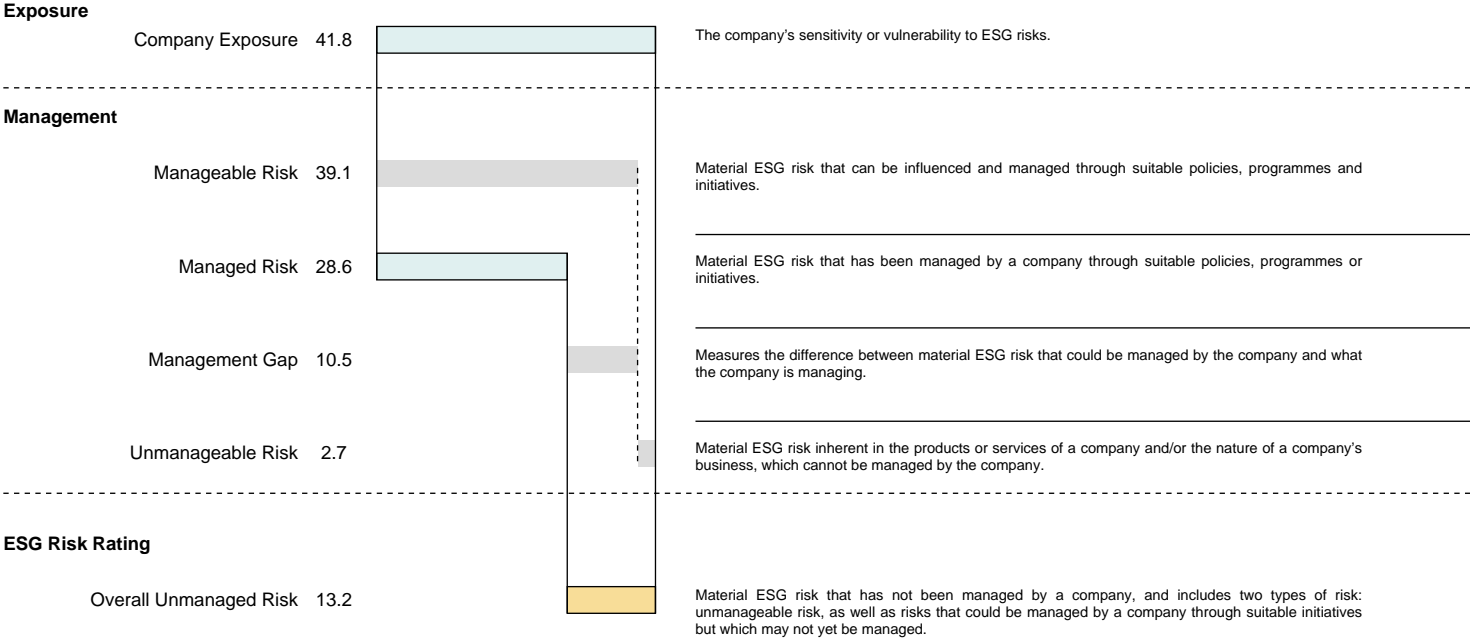 Exposure
Company Exposure 41.8
The company's sensitivity or vulnerability to ESG risks.
Management
Manageable Risk 39.1
Material ESG risk that can be influenced and managed through suitable policies, programmes and
initiatives.
Managed Risk 28.6
Material ESG risk that has been managed by a company through suitable policies, programmes or
initiatives.
Management Gap 10.5
Measures the difference between material ESG risk that could be managed by the company and what
the company is managing.
Unmanageable Risk 2.7
Material ESG risk inherent in the products or services of a company and/or the nature of a company's
business, which cannot be managed by the company.
ESG Risk Rating
Overall Unmanaged Risk 13.2
Material ESG risk that has not been managed by a company, and includes two types of risk:
unmanageable risk, as well as risks that could be managed by a company through suitable initiatives
but which may not yet be managed.